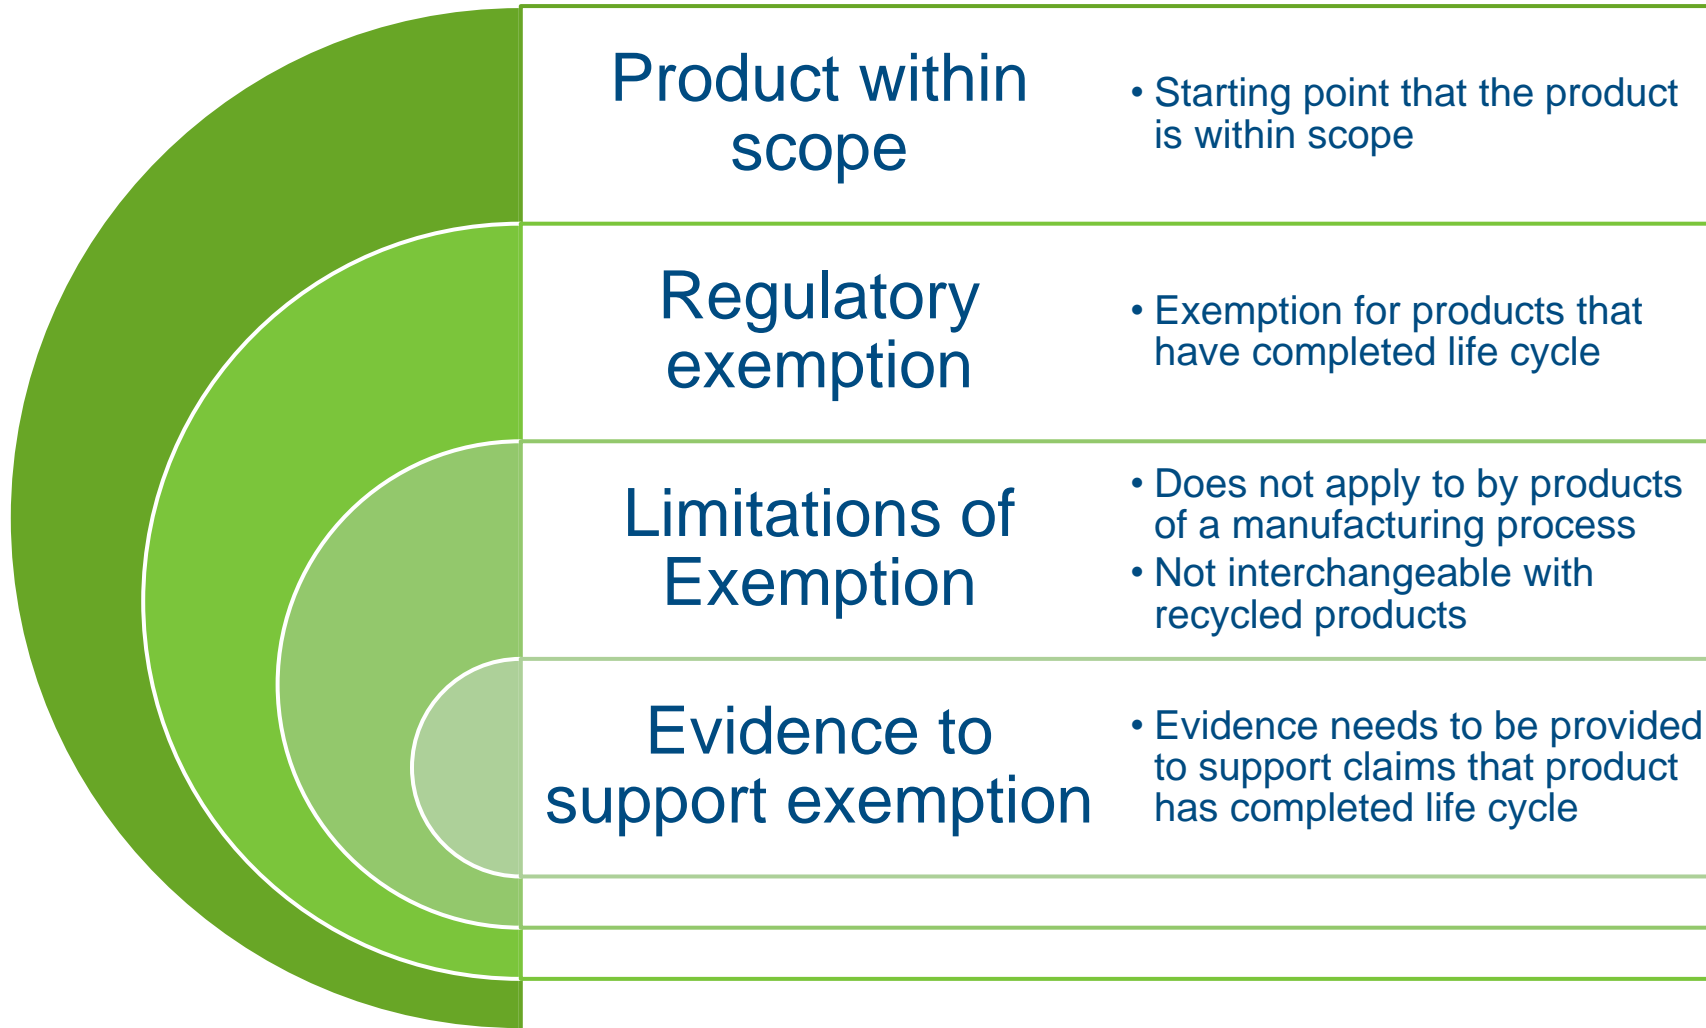 Product within
scope
• Starting point that the product
is within scope
Regulatory
exemption
• Exemption for products that
have completed life cycle
Limitations of
Exemption
• Does not apply to by products
of a manufacturing process
• Not interchangeable with
recycled products
Evidence to
support exemption
• Evidence needs to be provided
to support claims that product
has completed life cycle